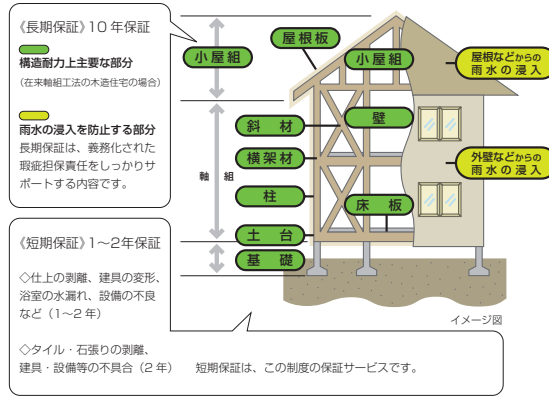 《長期保証》10年保証
構造耐力上主要な部分
(在来軸組工法の木造住宅の場合)
雨水の浸入を防止する部分
長期保証は、義務化された
瑕疵担保責任をしっかりサ
ポートする内容です。
小屋組
屋根板
小屋組
屋根などからの
雨水の浸入
斜材
壁
横架材
外壁などからの
雨水の浸入
軸組
柱
床板
土台
基礎
イメージ図
《短期保証》1〜2年保証
◇仕上の剥離、建具の変形、
浴室の水漏れ、設備の不良
など(1〜2年)
◇タイル・石張りの剥離、
建具・設備等の不具合(2年) 短期保証は、この制度の保証サービスです。